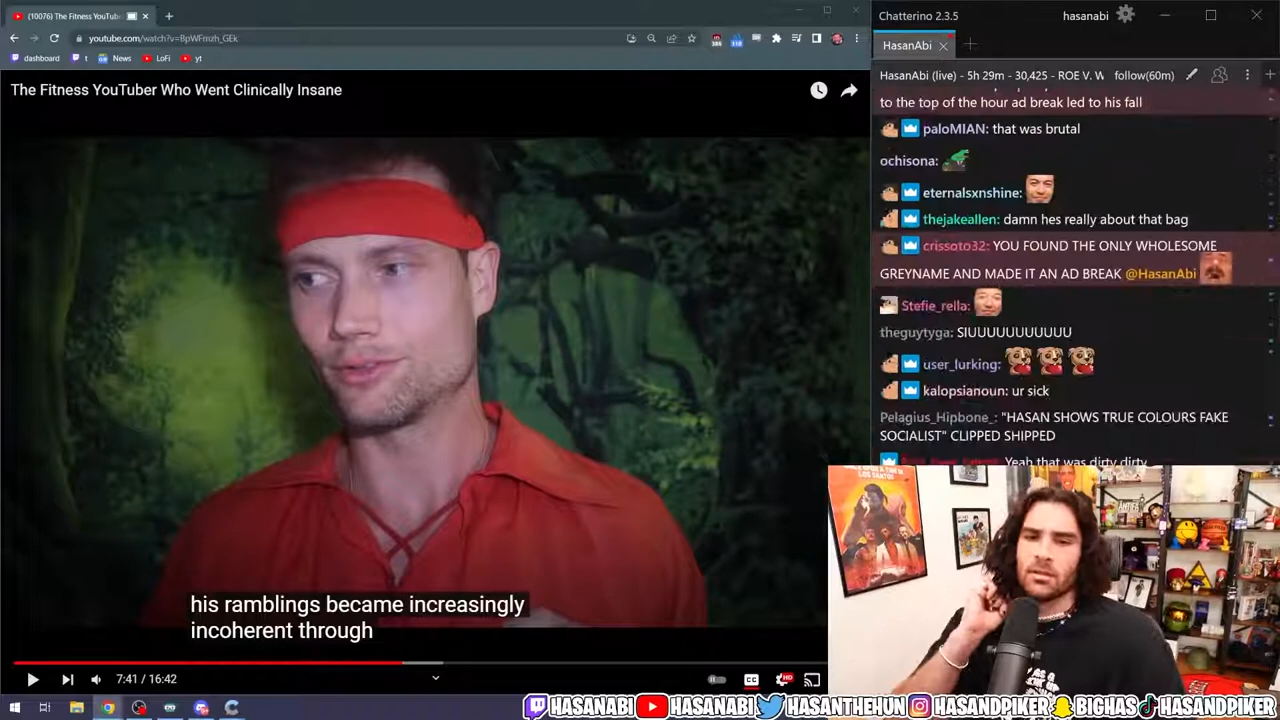 (10076) The Fitness YouTube
youtube.com/watch?v=BpWFmzh_GEk
dashboard
t
News
LoFi
yt
The Fitness YouTuber Who Went Clinically Insane
his ramblings became increasingly
incoherent through
7:41 / 16:42
CC
HD
Chatterino 2.3.5
hasanabi
HasanAbi
HasanAbi (live) - 5h 29m - 30,425 - ROE V. W
follow(60m)
to the top of the hour ad break led to his fall
paloMIAN: that was brutal
ochisona:
eternalsxnshine:
thejakeallen: damn hes really about that bag
crissoto32: YOU FOUND THE ONLY WHOLESOME
GREYNAME AND MADE IT AN AD BREAK @HasanAbi
Stefie_rella:
theguytyga: SIUUUUUUUUUUU
user_lurking:
kalopsianoun: ur sick
Pelagius_Hipbone_: "HASAN SHOWS TRUE COLOURS FAKE
SOCIALIST" CLIPPED SHIPPED
Yeah that was dirty dirty
HASANABI
HASANABI
HASANTHEHUN
HASANDPIKER
BIGHAS
HASANDPIKER